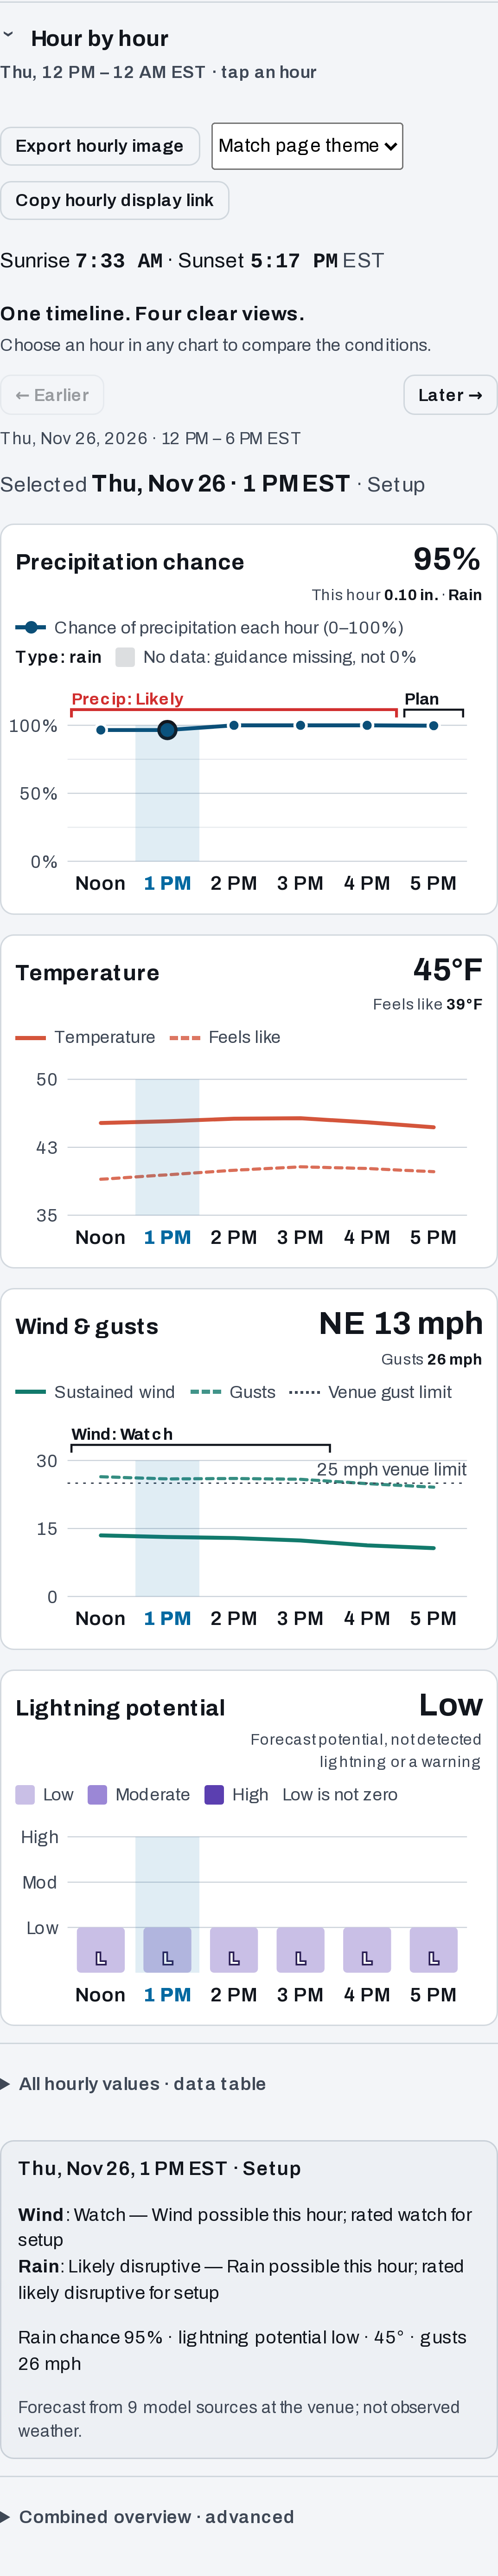 Hour by hour
Thu, 12 PM – 12 AM EST · tap an hour
Export hourly image
Match page theme
Copy hourly display link
Sunrise 7:33 AM · Sunset 5:17 PM EST
One timeline. Four clear views.
Choose an hour in any chart to compare the conditions.
← Earlier
Later →
Thu, Nov 26, 2026 · 12 PM – 6 PM EST
Selected Thu, Nov 26 · 1 PM EST · Setup
Precipitation chance
95%
This hour 0.10 in. · Rain
Chance of precipitation each hour (0–100%)
Type: rain No data: guidance missing, not 0%
Precip: Likely
Plan
100%
50%
0%
Noon 1 PM 2 PM 3 PM 4 PM 5 PM
Temperature
45°F
Feels like 39°F
Temperature Feels like
50
43
35
Noon 1 PM 2 PM 3 PM 4 PM 5 PM
Wind & gusts
NE 13 mph
Gusts 26 mph
Sustained wind Gusts Venue gust limit
Wind: Watch
30
25 mph venue limit
15
0
Noon 1 PM 2 PM 3 PM 4 PM 5 PM
Lightning potential
Low
Forecast potential, not detected
lightning or a warning
Low Moderate High Low is not zero
High
Mod
Low
L L L L L L
Noon 1 PM 2 PM 3 PM 4 PM 5 PM
All hourly values · data table
Thu, Nov 26, 1 PM EST · Setup
Wind: Watch — Wind possible this hour; rated watch for
setup
Rain: Likely disruptive — Rain possible this hour; rated
likely disruptive for setup
Rain chance 95% · lightning potential low · 45° · gusts
26 mph
Forecast from 9 model sources at the venue; not observed
weather.
Combined overview · advanced